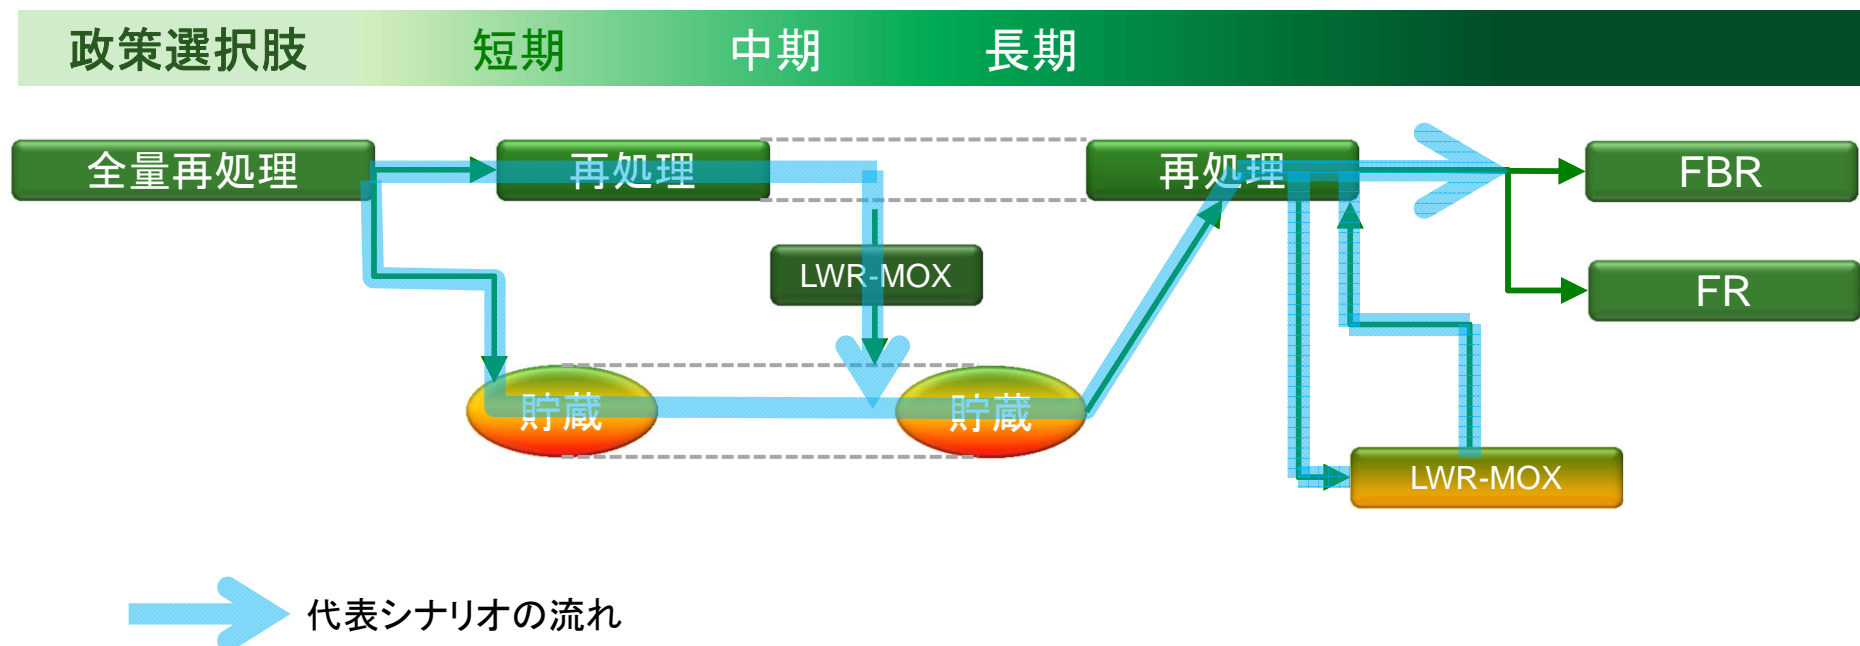 政策選択肢 短期 中期 長期
全量再処理 再処理 再処理 FBR
LWR-MOX
FR
貯蔵 貯蔵
LWR-MOX
代表シナリオの流れ